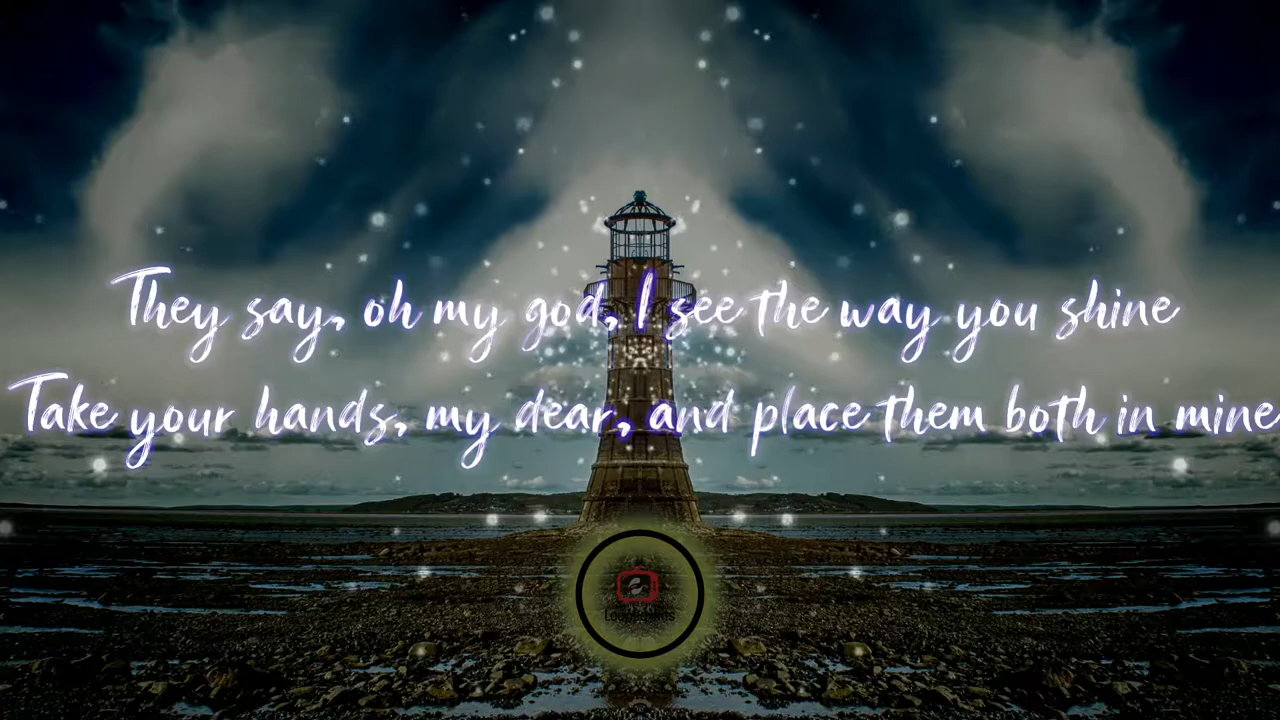 They say, oh my god, I see the way you shine
Take your hands, my dear, and place them both in mine